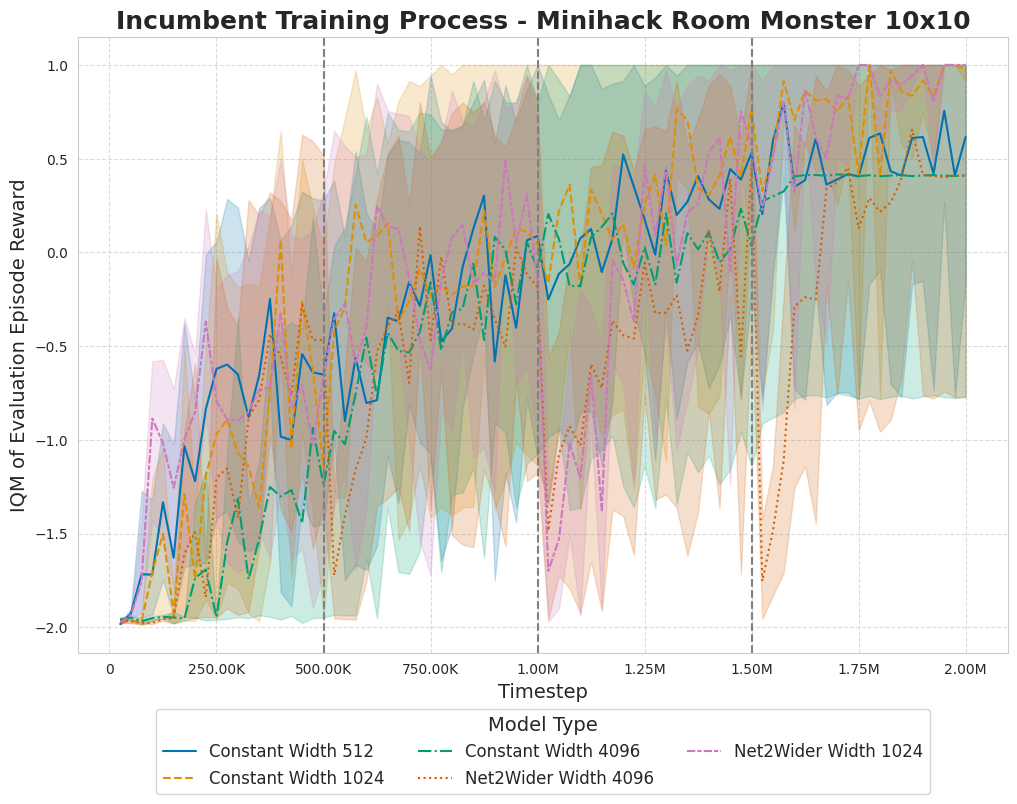 Incumbent Training Process - Minihack Room Monster 10x10
IQM of Evaluation Episode Reward
1.0
0.5
0.0
−0.5
−1.0
−1.5
−2.0
0 250.00K 500.00K 750.00K 1.00M 1.25M 1.50M 1.75M 2.00M
Timestep
Model Type
Constant Width 512 Constant Width 4096 Net2Wider Width 1024
Constant Width 1024 Net2Wider Width 4096